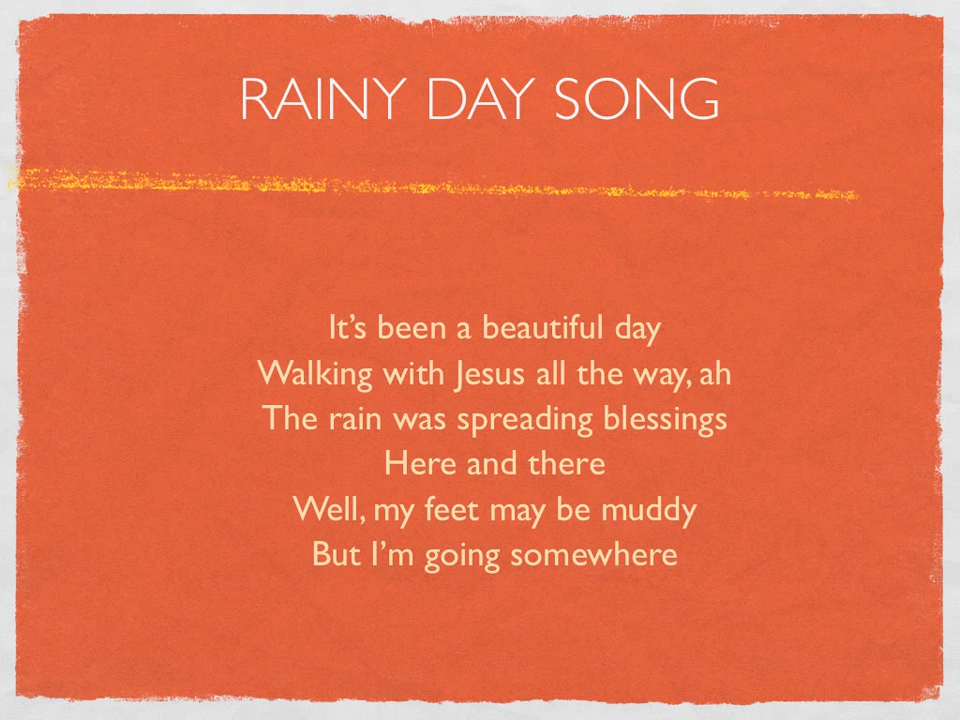 RAINY DAY SONG
It’s been a beautiful day
Walking with Jesus all the way, ah
The rain was spreading blessings
Here and there
Well, my feet may be muddy
But I’m going somewhere